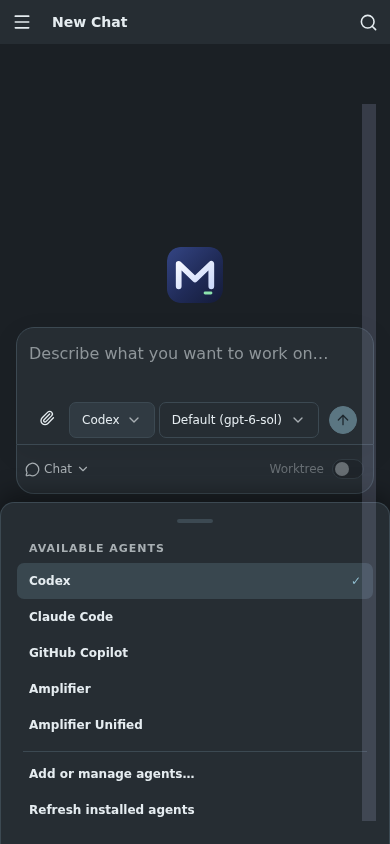 New Chat
Describe what you want to work on...
Codex
Default (gpt-6-sol)
Chat
Worktree
AVAILABLE AGENTS
Codex ✓
Claude Code
GitHub Copilot
Amplifier
Amplifier Unified
Add or manage agents...
Refresh installed agents